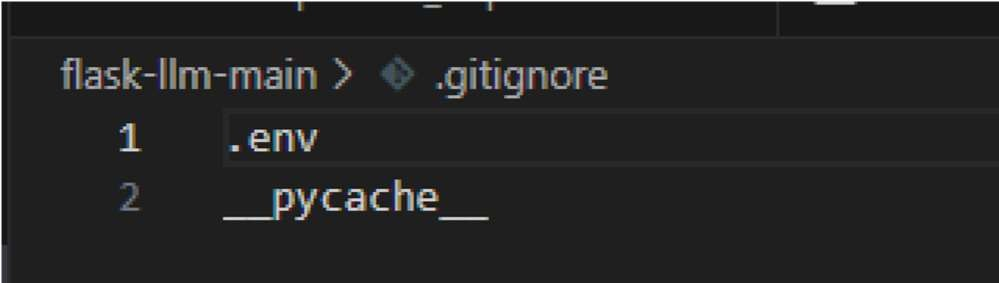 flask-llm-main > .gitignore
1 .env
2 __pycache__